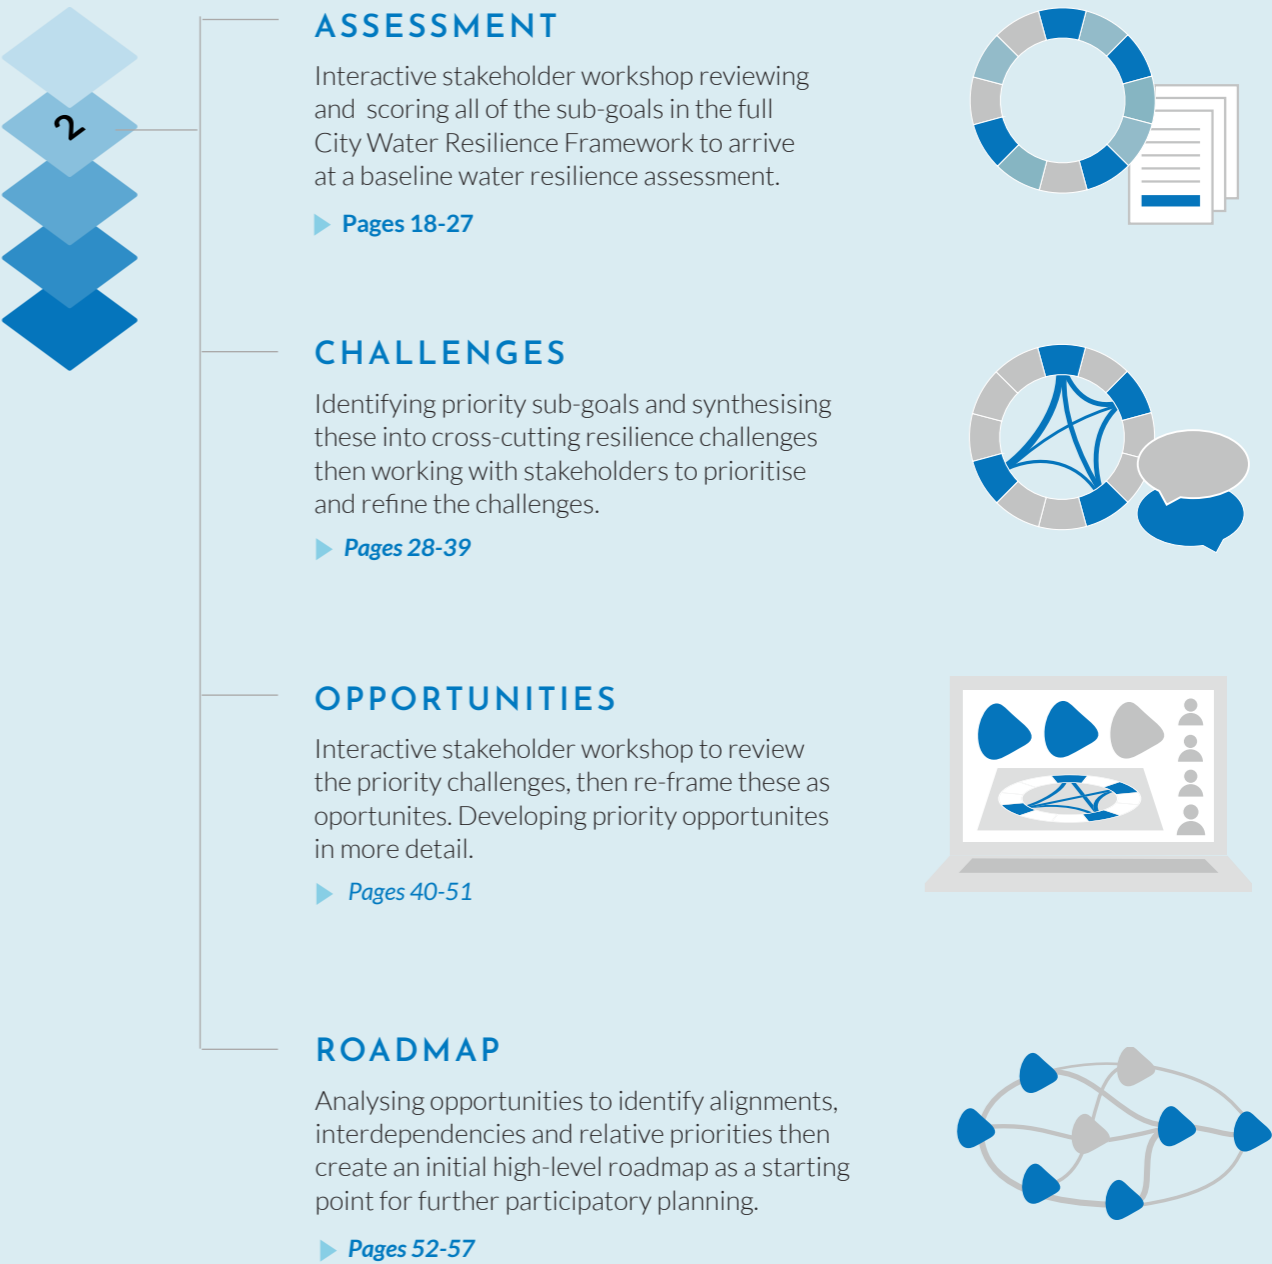 2
ASSESSMENT
Interactive stakeholder workshop reviewing
and scoring all of the sub-goals in the full
City Water Resilience Framework to arrive
at a baseline water resilience assessment.
Pages 18-27
CHALLENGES
Identifying priority sub-goals and synthesising
these into cross-cutting resilience challenges
then working with stakeholders to prioritise
and refine the challenges.
Pages 28-39
OPPORTUNITIES
Interactive stakeholder workshop to review
the priority challenges, then re-frame these as
oportunites. Developing priority opportunites
in more detail.
Pages 40-51
ROADMAP
Analysing opportunities to identify alignments,
interdependencies and relative priorities then
create an initial high-level roadmap as a starting
point for further participatory planning.
Pages 52-57